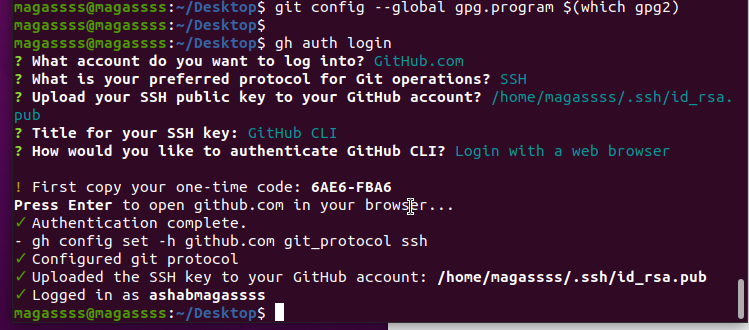 magassss@magassss:~/Desktop$ git config --global gpg.program $(which gpg2)
magassss@magassss:~/Desktop$
magassss@magassss:~/Desktop$ gh auth login
? What account do you want to log into? GitHub.com
? What is your preferred protocol for Git operations? SSH
? Upload your SSH public key to your GitHub account? /home/magassss/.ssh/id_rsa.
pub
? Title for your SSH key: GitHub CLI
? How would you like to authenticate GitHub CLI? Login with a web browser
! First copy your one-time code: 6AE6-FBA6
Press Enter to open github.com in your browser...
✓ Authentication complete.
- gh config set -h github.com git_protocol ssh
✓ Configured git protocol
✓ Uploaded the SSH key to your GitHub account: /home/magassss/.ssh/id_rsa.pub
✓ Logged in as ashabmagassss
magassss@magassss:~/Desktop$